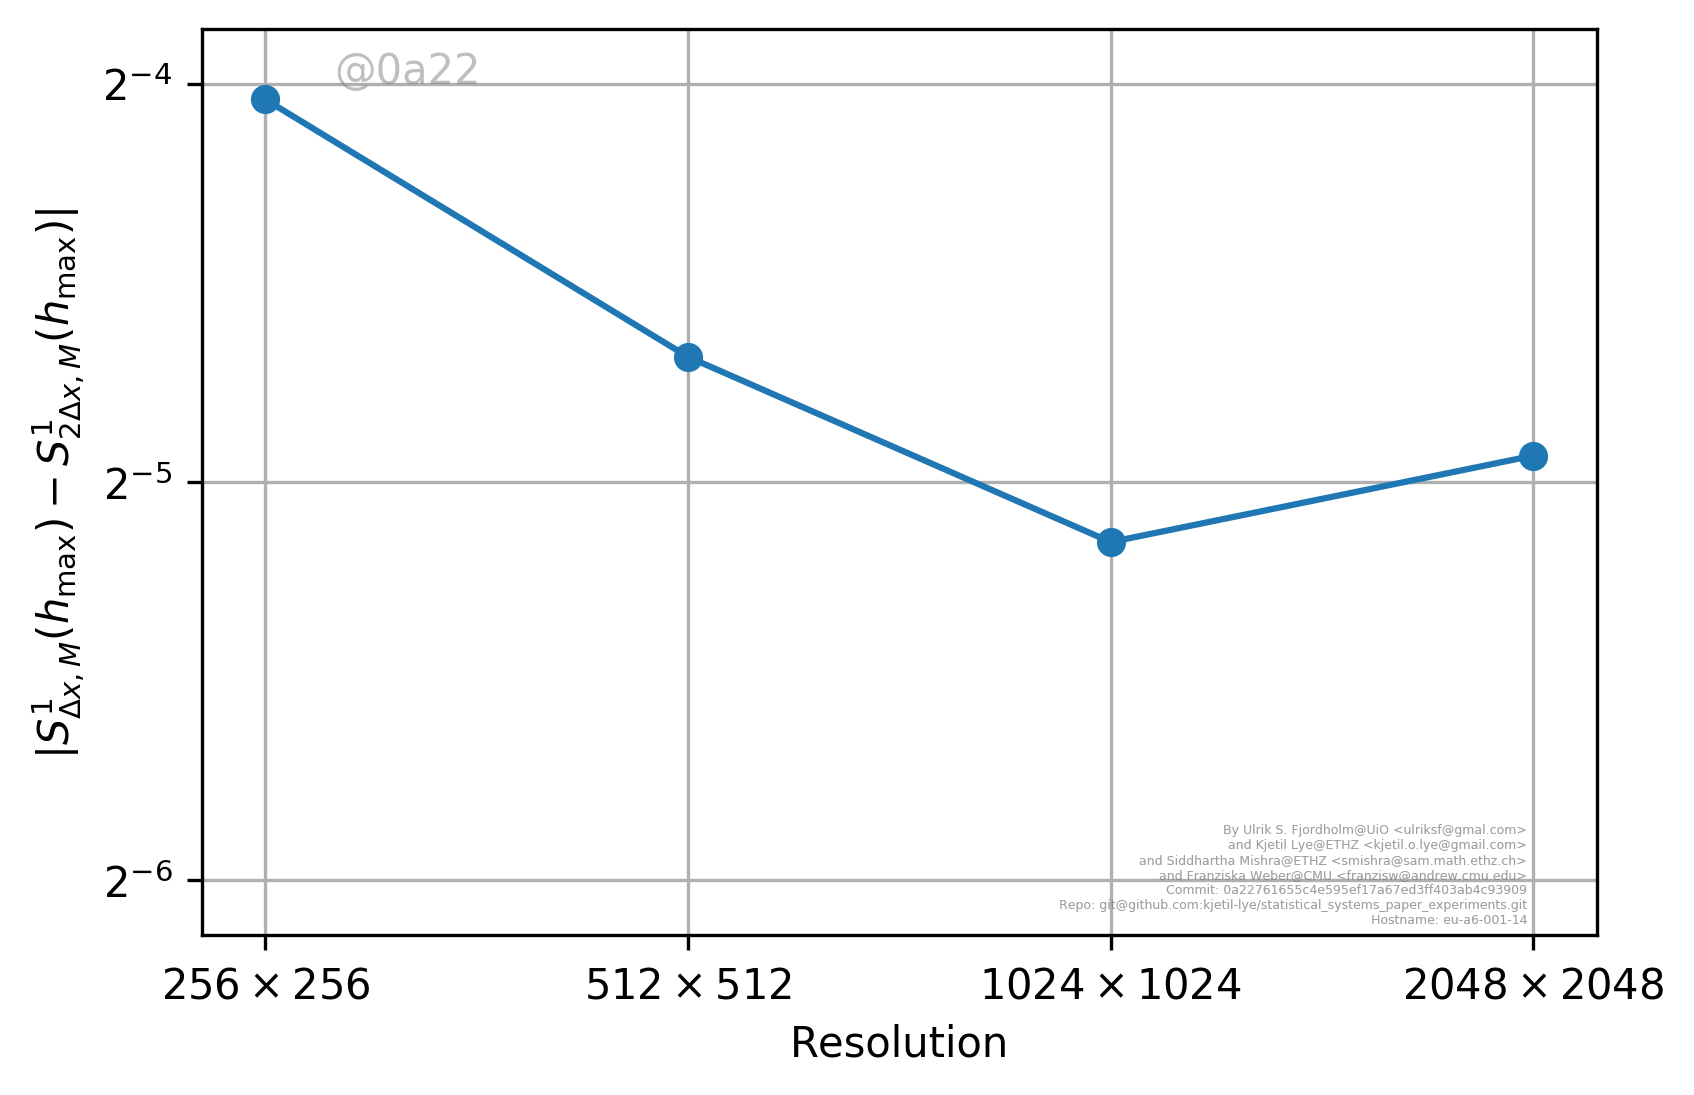 @0a22
2⁻⁴
2⁻⁵
2⁻⁶
|S¹_{Δx, M}(h_max) − S¹_{2Δx, M}(h_max)|
By Ulrik S. Fjordholm@UiO <ulriksf@gmal.com>
and Kjetil Lye@ETHZ <kjetil.o.lye@gmail.com>
and Siddhartha Mishra@ETHZ <smishra@sam.math.ethz.ch>
and Franziska Weber@CMU <franzisw@andrew.cmu.edu>
Commit: 0a22761655c4e595ef17a67ed3ff403ab4c93909
Repo: git@github.com:kjetil-lye/statistical_systems_paper_experiments.git
Hostname: eu-a6-001-14
256 × 256 512 × 512 1024 × 1024 2048 × 2048
Resolution